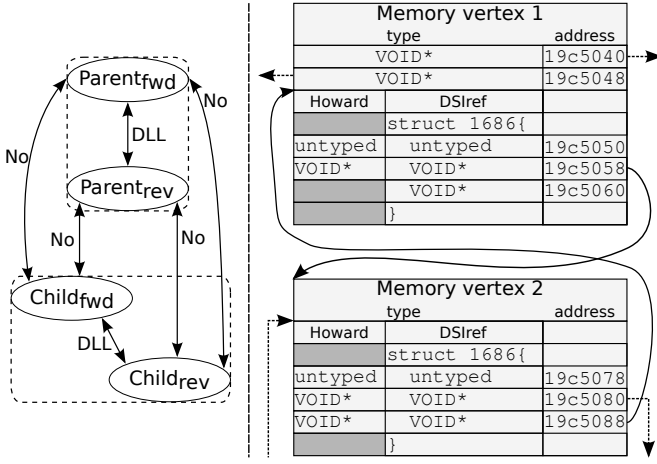 Parentfwd
No
DLL
No
Parentrev
No
No
Childfwd
DLL
Childrev
Memory vertex 1
type address
VOID* 19c5040
VOID* 19c5048
Howard DSIref
struct 1686{
untyped untyped 19c5050
VOID* VOID* 19c5058
VOID* 19c5060
}
Memory vertex 2
type address
Howard DSIref
struct 1686{
untyped untyped 19c5078
VOID* VOID* 19c5080
VOID* VOID* 19c5088
}